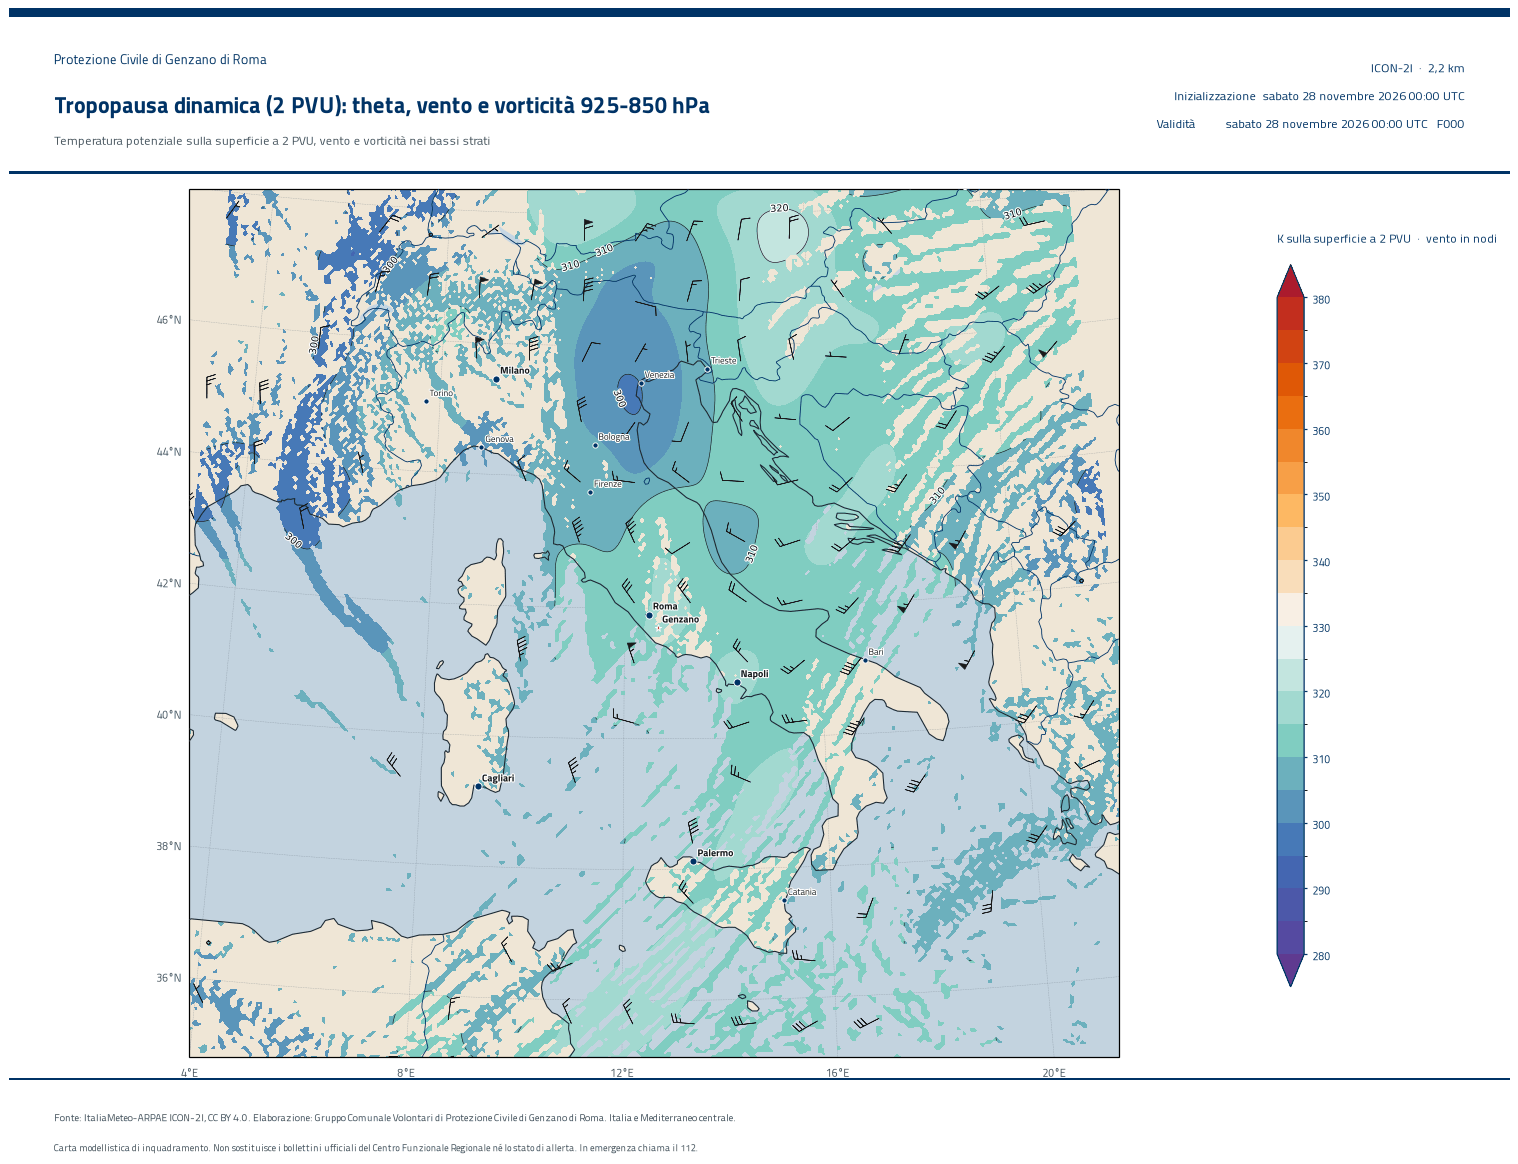 Protezione Civile di Genzano di Roma
Tropopausa dinamica (2 PVU): theta, vento e vorticità 925-850 hPa
Temperatura potenziale sulla superficie a 2 PVU, vento e vorticità nei bassi strati
ICON-2I · 2,2 km
Inizializzazione sabato 28 novembre 2026 00:00 UTC
Validità sabato 28 novembre 2026 00:00 UTC F000
K sulla superficie a 2 PVU · vento in nodi
380
370
360
350
340
330
320
310
300
290
280
46°N
44°N
42°N
40°N
38°N
36°N
4°E
8°E
12°E
16°E
20°E
320
310
310
310
300
300
300
300
310
310
Milano
Torino
Genova
Venezia
Trieste
Bologna
Firenze
Roma
Genzano
Napoli
Bari
Cagliari
Palermo
Catania
Fonte: ItaliaMeteo-ARPAE ICON-2I, CC BY 4.0. Elaborazione: Gruppo Comunale Volontari di Protezione Civile di Genzano di Roma. Italia e Mediterraneo centrale.
Carta modellistica di inquadramento. Non sostituisce i bollettini ufficiali del Centro Funzionale Regionale né lo stato di allerta. In emergenza chiama il 112.